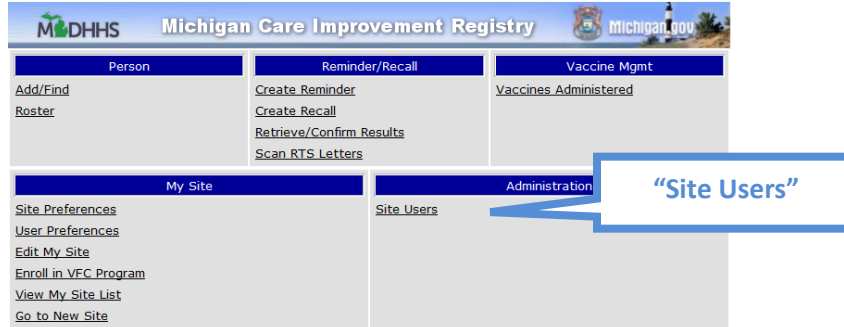 MDHHS Michigan Care Improvement Registry Michigan.gov
Person Reminder/Recall Vaccine Mgmt
Add/Find Create Reminder Vaccines Administered
Roster Create Recall
Retrieve/Confirm Results
Scan RTS Letters
My Site Administration
“Site Users”
Site Preferences Site Users
User Preferences
Edit My Site
Enroll in VFC Program
View My Site List
Go to New Site